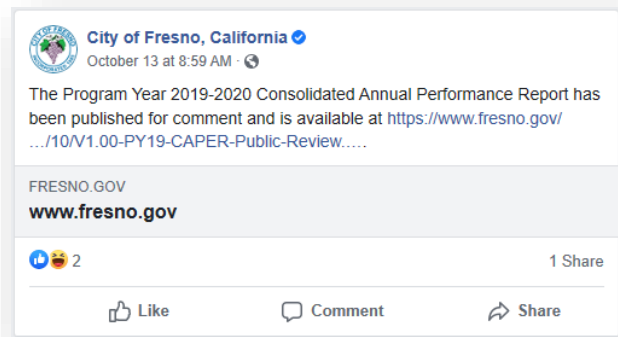 City of Fresno, California
October 13 at 8:59 AM ·
The Program Year 2019-2020 Consolidated Annual Performance Report has
been published for comment and is available at https://www.fresno.gov/
…/10/V1.00-PY19-CAPER-Public-Review.….
FRESNO.GOV
www.fresno.gov
2
1 Share
Like
Comment
Share